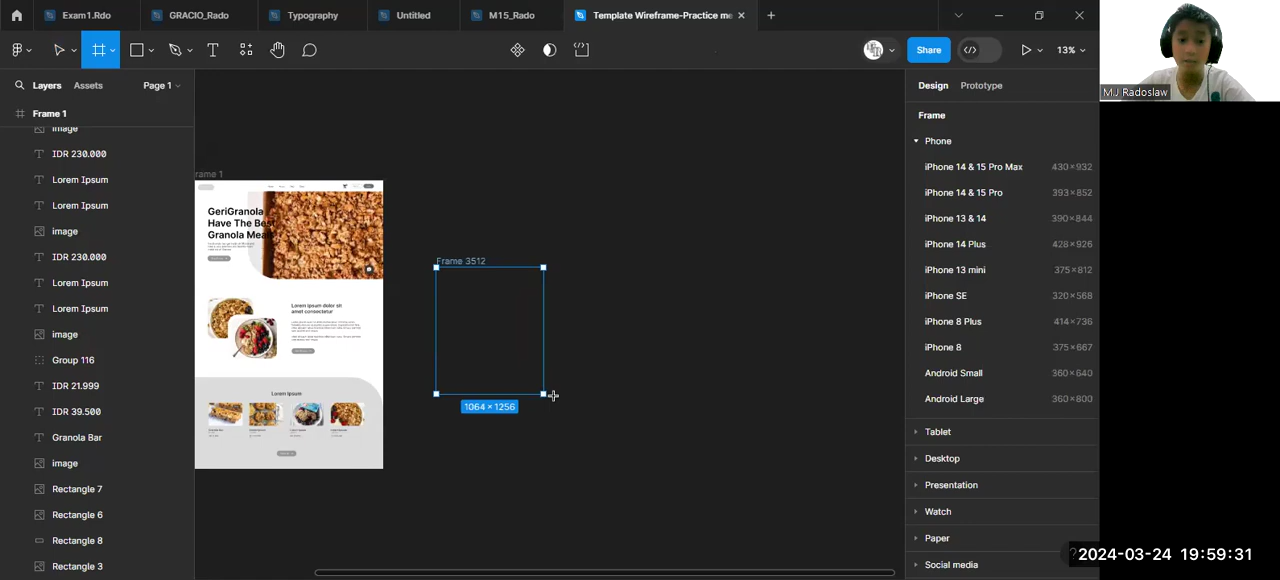 Exam1.Rdo
GRACIO_Rado
Typography
Untitled
M15_Rado
Template Wireframe-Practice me
Share
13%
Layers
Assets
Page 1
Design
Prototype
Frame 1
image
IDR 230.000
Lorem Ipsum
Lorem Ipsum
image
IDR 230.000
Lorem Ipsum
Lorem Ipsum
image
Group 116
IDR 21.999
IDR 39.500
Granola Bar
image
Rectangle 7
Rectangle 6
Rectangle 8
Rectangle 3
rame 1
GeriGranola
Have The Best
Granola Meal
Lorem ipsum dolor sit
amet consectetur
Lorem Ipsum
Frame 3512
1064 × 1256
Frame
Phone
iPhone 14 & 15 Pro Max 430×932
iPhone 14 & 15 Pro 393×852
iPhone 13 & 14 390×844
iPhone 14 Plus 428×926
iPhone 13 mini 375×812
iPhone SE 320×568
iPhone 8 Plus 414×736
iPhone 8 375×667
Android Small 360×640
Android Large 360×800
Tablet
Desktop
Presentation
Watch
Paper
Social media
MJ Radoslaw
2024-03-24 19:59:31